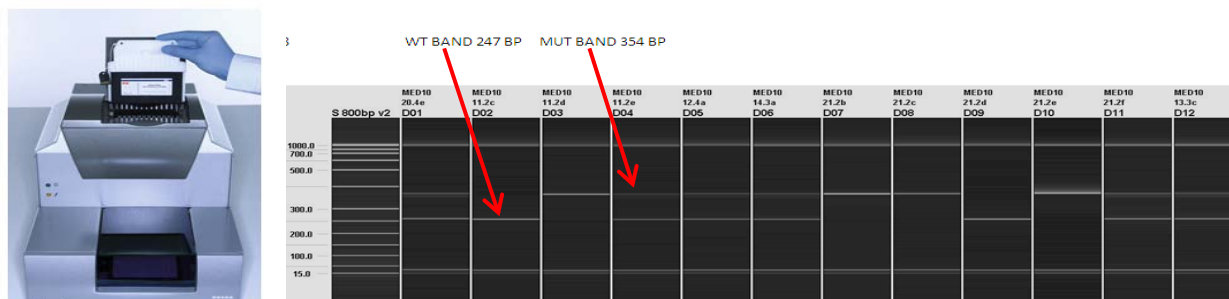 WT BAND 247 BP MUT BAND 354 BP
MED10 MED10 MED10 MED10 MED10 MED10 MED10 MED10 MED10 MED10 MED10 MED10
20.4e 11.2c 11.2d 11.2e 12.4a 14.3a 21.2b 21.2c 21.2d 21.2e 21.2f 13.3c
S 800bp v2 D01 D02 D03 D04 D05 D06 D07 D08 D09 D10 D11 D12
1000.0
700.0
500.0
300.0
200.0
100.0
15.0